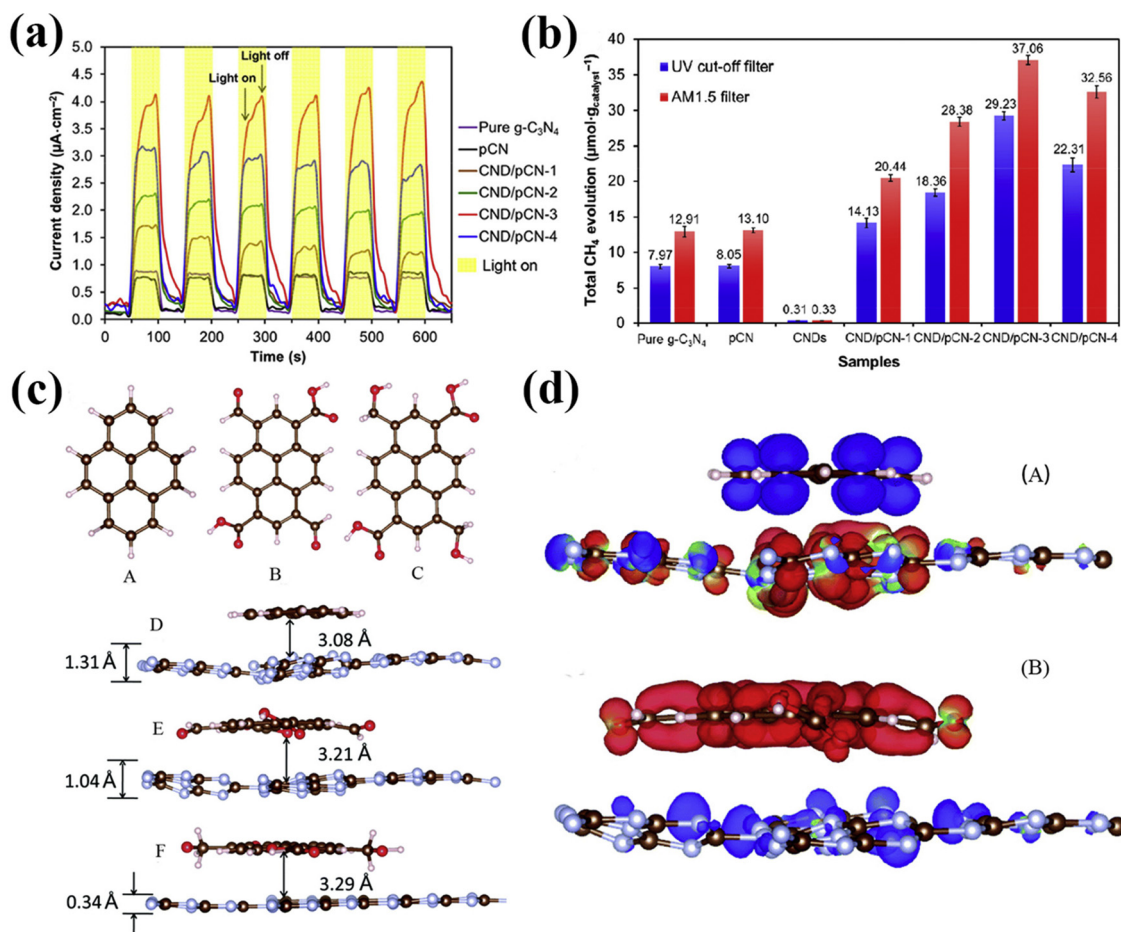 (a)
Current density (μA·cm⁻²)
5.0
4.5
4.0
3.5
3.0
2.5
2.0
1.5
1.0
0.5
0.0
Light off
Light on
0 100 200 300 400 500 600
Time (s)
Pure g-C₃N₄
pCN
CND/pCN-1
CND/pCN-2
CND/pCN-3
CND/pCN-4
Light on
(b)
Total CH₄ evolution (μmol·g_catalyst⁻¹)
40
35
30
25
20
15
10
5
0
UV cut-off filter
AM1.5 filter
7.97 12.91
8.05 13.10
0.31 0.33
14.13 20.44
18.36 28.38
29.23 37.06
22.31 32.56
Pure g-C₃N₄ pCN CNDs CND/pCN-1 CND/pCN-2 CND/pCN-3 CND/pCN-4
Samples
(c)
A B C
D
3.08 Å
1.31 Å
E
3.21 Å
1.04 Å
F
3.29 Å
0.34 Å
(d)
(A)
(B)